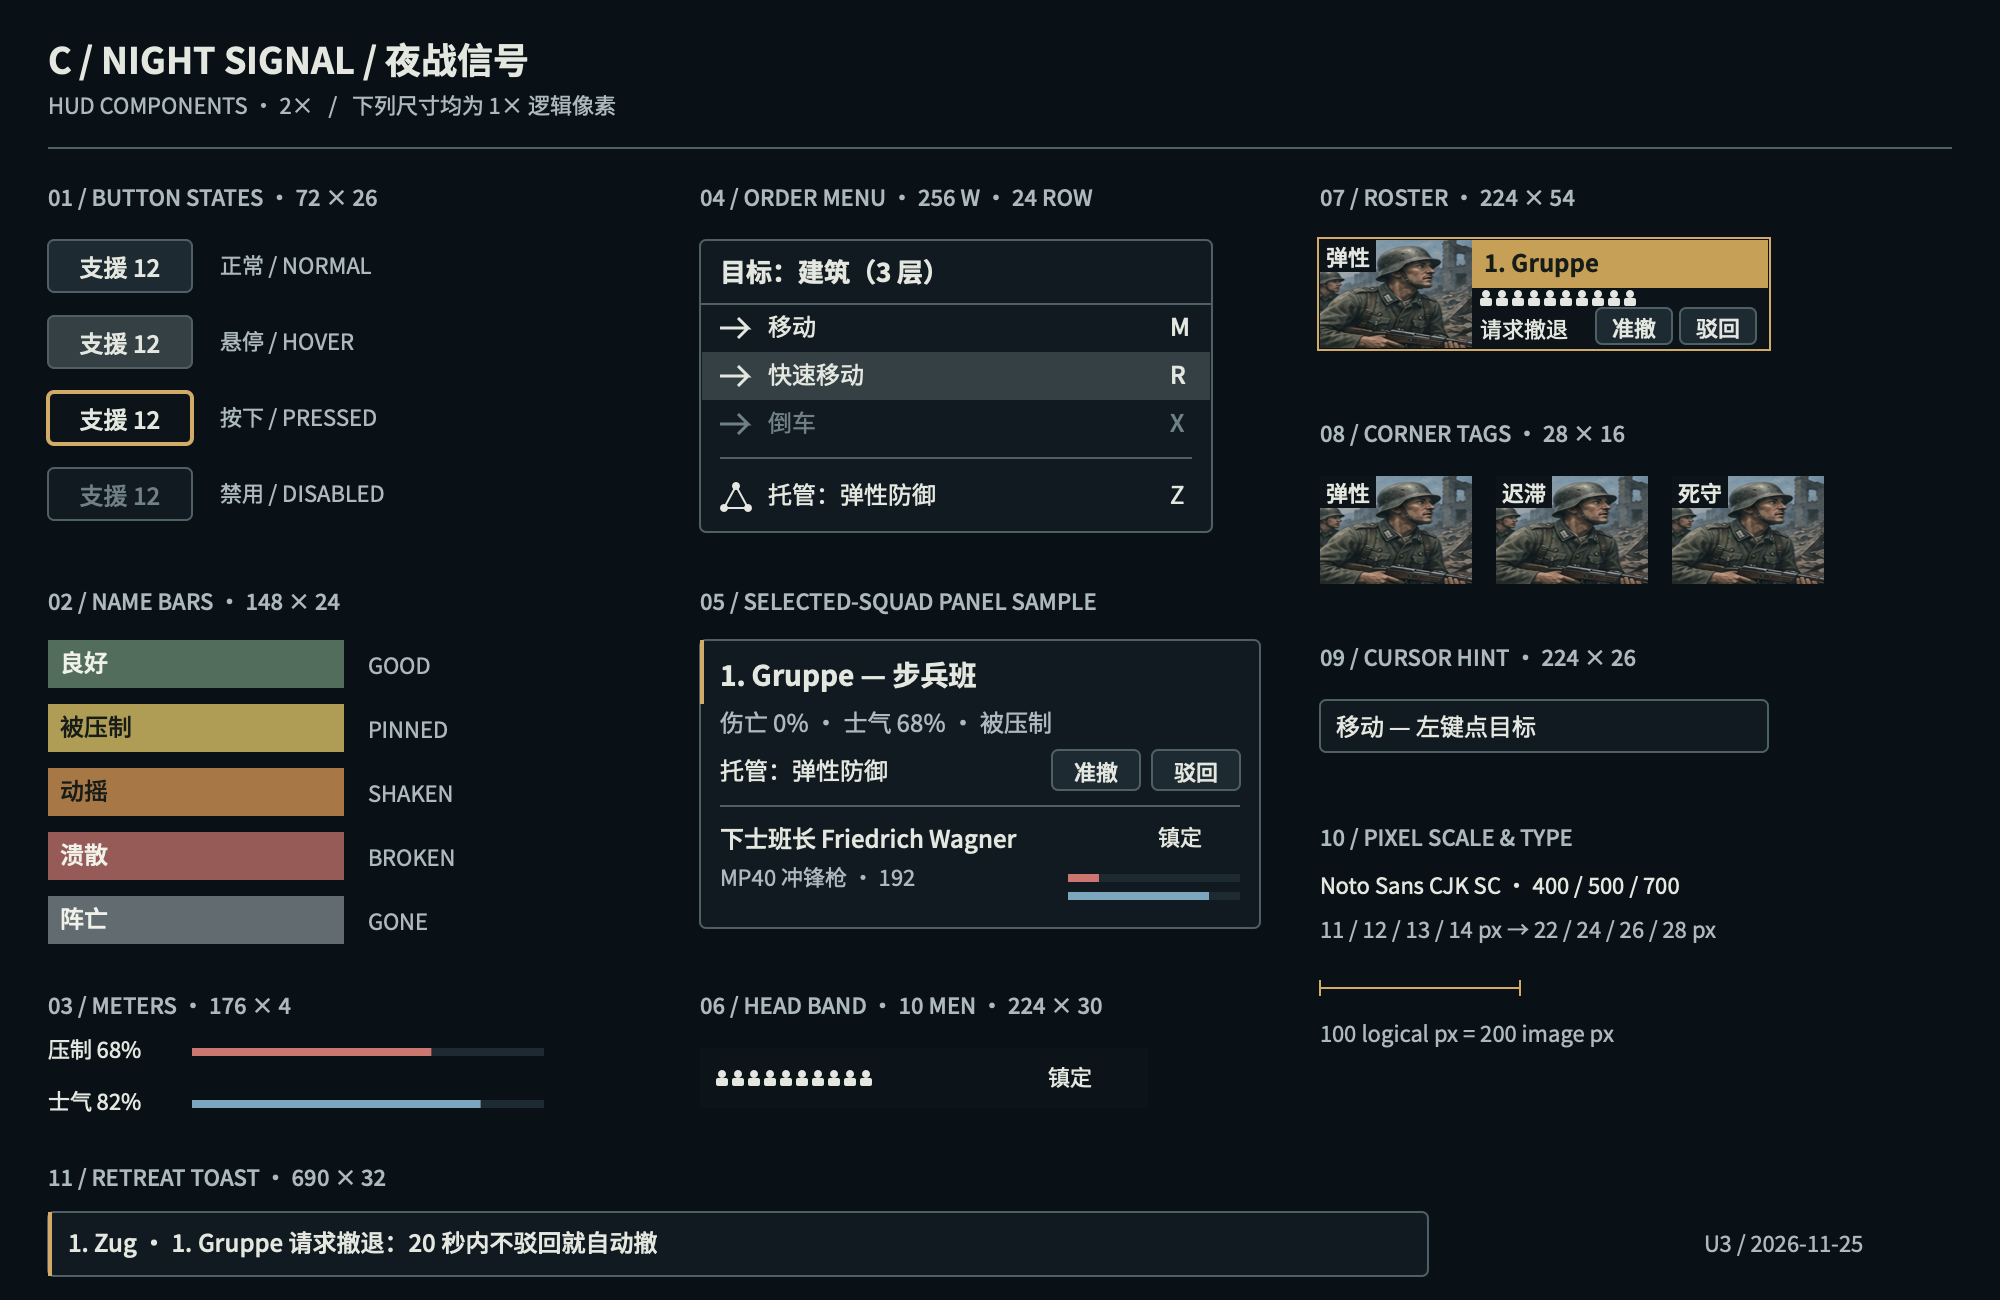 C / NIGHT SIGNAL / 夜战信号
HUD COMPONENTS • 2× / 下列尺寸均为 1× 逻辑像素
01 / BUTTON STATES • 72 × 26
支援 12
正常 / NORMAL
支援 12
悬停 / HOVER
支援 12
按下 / PRESSED
支援 12
禁用 / DISABLED
02 / NAME BARS • 148 × 24
良好
GOOD
被压制
PINNED
动摇
SHAKEN
溃散
BROKEN
阵亡
GONE
03 / METERS • 176 × 4
压制 68%
士气 82%
04 / ORDER MENU • 256 W • 24 ROW
目标：建筑（3 层）
→ 移动 M
→ 快速移动 R
→ 倒车 X
托管：弹性防御 Z
05 / SELECTED-SQUAD PANEL SAMPLE
1. Gruppe — 步兵班
伤亡 0% • 士气 68% • 被压制
托管：弹性防御
准撤
驳回
下士班长 Friedrich Wagner
镇定
MP40 冲锋枪 • 192
06 / HEAD BAND • 10 MEN • 224 × 30
镇定
07 / ROSTER • 224 × 54
弹性
1. Gruppe
请求撤退
准撤
驳回
08 / CORNER TAGS • 28 × 16
弹性
迟滞
死守
09 / CURSOR HINT • 224 × 26
移动 — 左键点目标
10 / PIXEL SCALE & TYPE
Noto Sans CJK SC • 400 / 500 / 700
11 / 12 / 13 / 14 px → 22 / 24 / 26 / 28 px
100 logical px = 200 image px
11 / RETREAT TOAST • 690 × 32
1. Zug • 1. Gruppe 请求撤退：20 秒内不驳回就自动撤
U3 / 2026-11-25